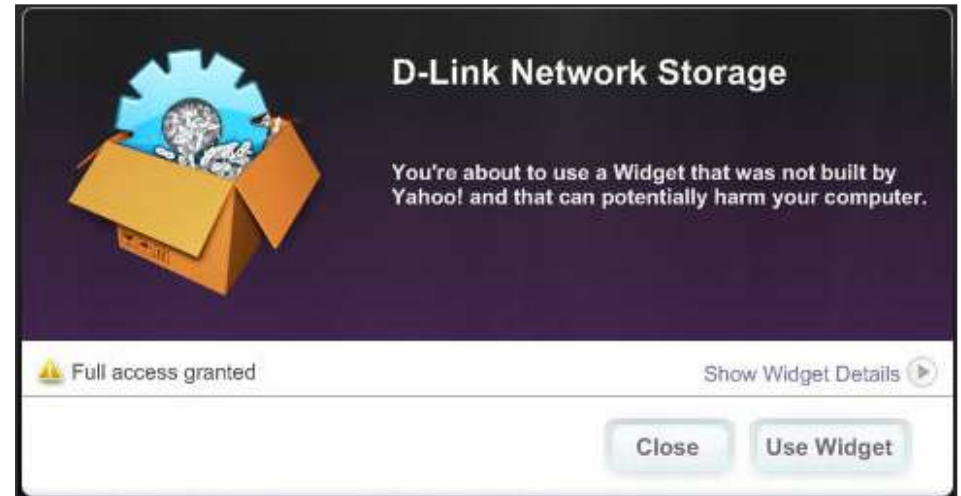 D-Link Network Storage
You're about to use a Widget that was not built by
Yahoo! and that can potentially harm your computer.
Full access granted
Show Widget Details
Close
Use Widget